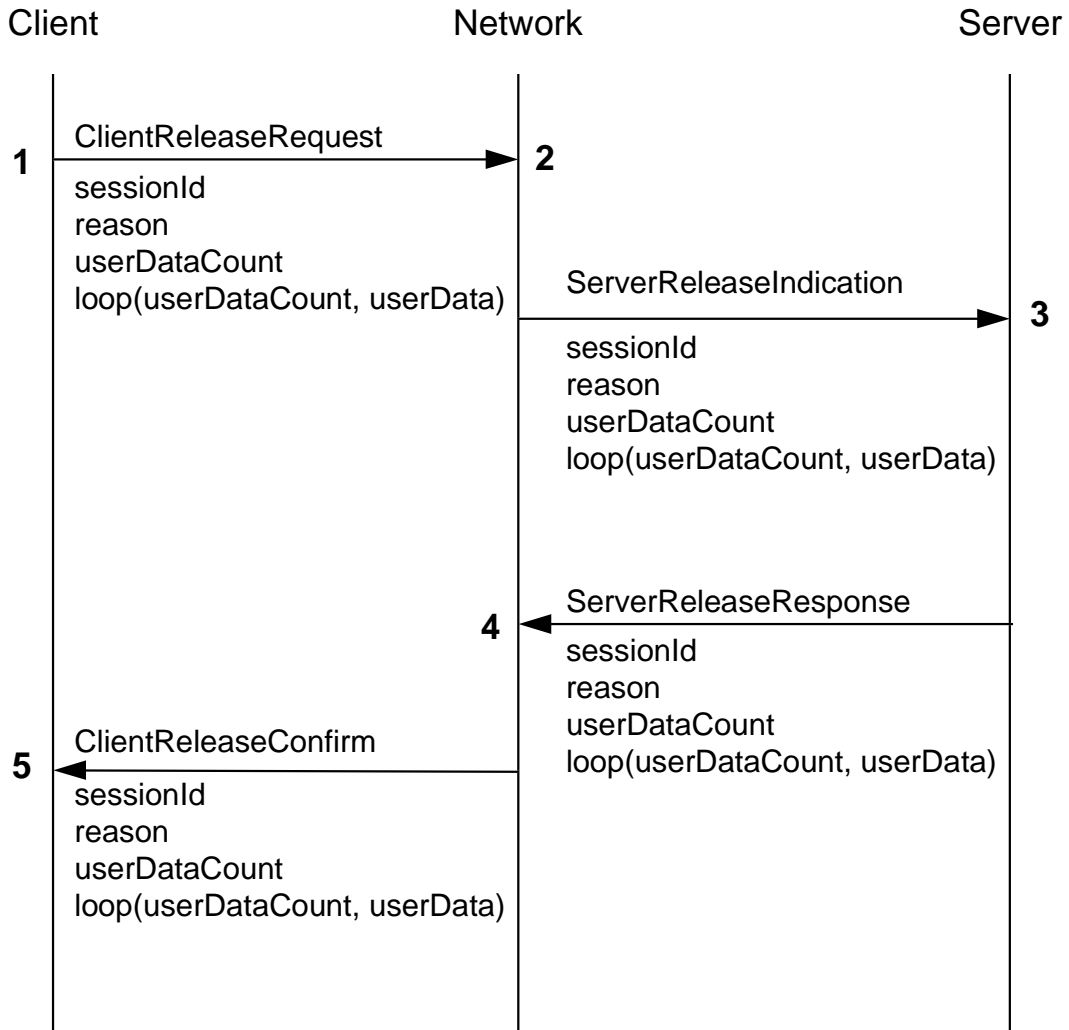 Client
Network
Server
ClientReleaseRequest
1
2
sessionId
reason
userDataCount
loop(userDataCount, userData)
ServerReleaseIndication
3
sessionId
reason
userDataCount
loop(userDataCount, userData)
ServerReleaseResponse
4
sessionId
reason
userDataCount
loop(userDataCount, userData)
ClientReleaseConfirm
5
sessionId
reason
userDataCount
loop(userDataCount, userData)